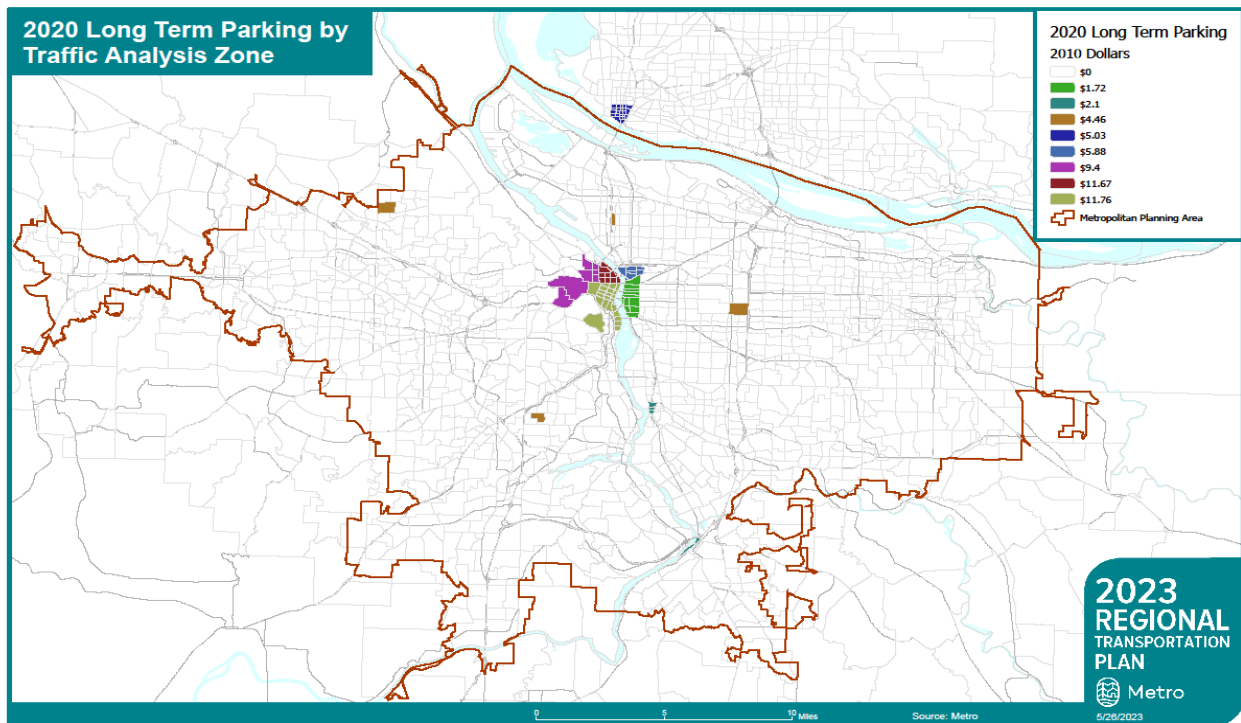 2020 Long Term Parking by
Traffic Analysis Zone
2020 Long Term Parking
2010 Dollars
$0
$1.72
$2.1
$4.46
$5.03
$5.88
$9.4
$11.67
$11.76
Metropolitan Planning Area
2023
REGIONAL
TRANSPORTATION
PLAN
Metro
0 5 10 Miles
Source: Metro
5/26/2023